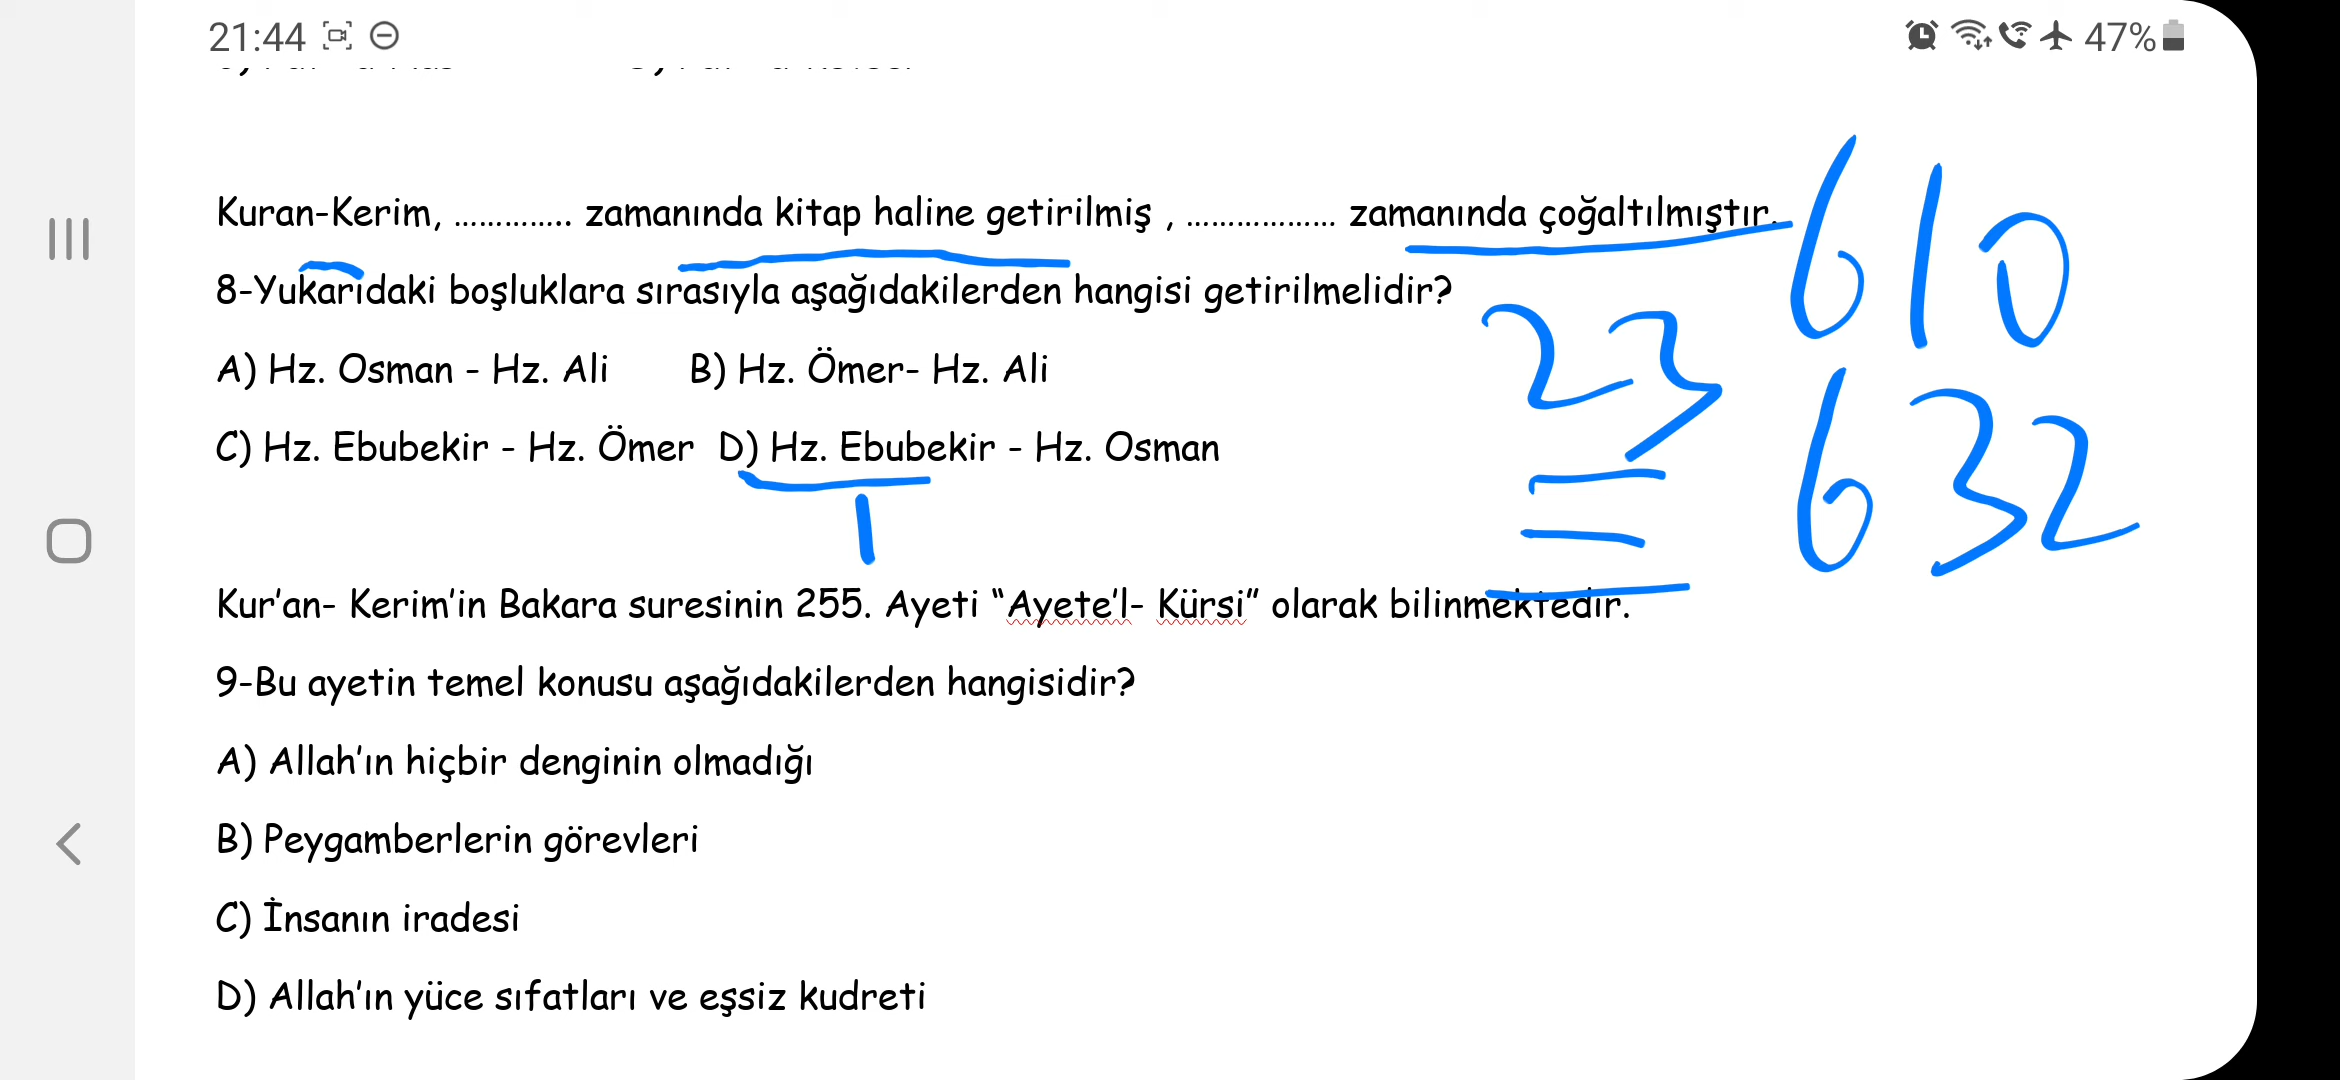 21:44 47%
Kuran-Kerim, .............. zamanında kitap haline getirilmiş , .................. zamanında çoğaltılmıştır.
610
8-Yukarıdaki boşluklara sırasıyla aşağıdakilerden hangisi getirilmelidir?
23
A) Hz. Osman - Hz. Ali B) Hz. Ömer- Hz. Ali
632
C) Hz. Ebubekir - Hz. Ömer D) Hz. Ebubekir - Hz. Osman
1
Kur'an- Kerim'in Bakara suresinin 255. Ayeti “Ayete'l- Kürsi” olarak bilinmektedir.
9-Bu ayetin temel konusu aşağıdakilerden hangisidir?
A) Allah'ın hiçbir denginin olmadığı
B) Peygamberlerin görevleri
C) İnsanın iradesi
D) Allah'ın yüce sıfatları ve eşsiz kudreti